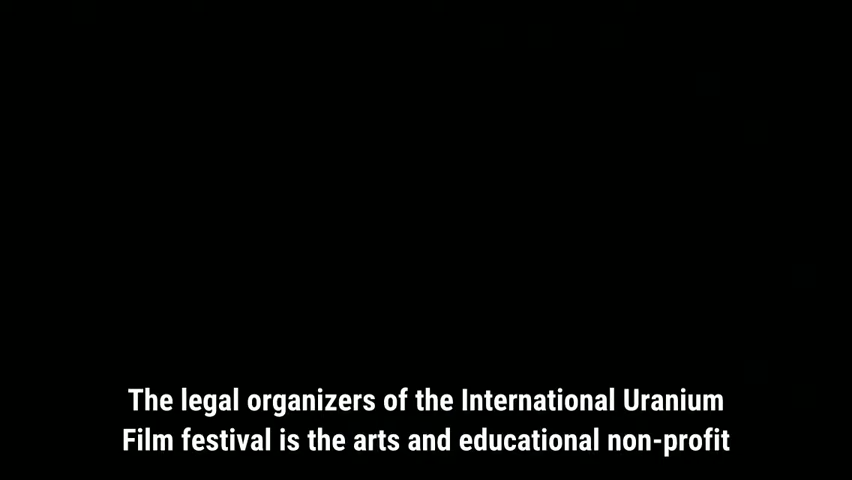 The legal organizers of the International Uranium
Film festival is the arts and educational non-profit